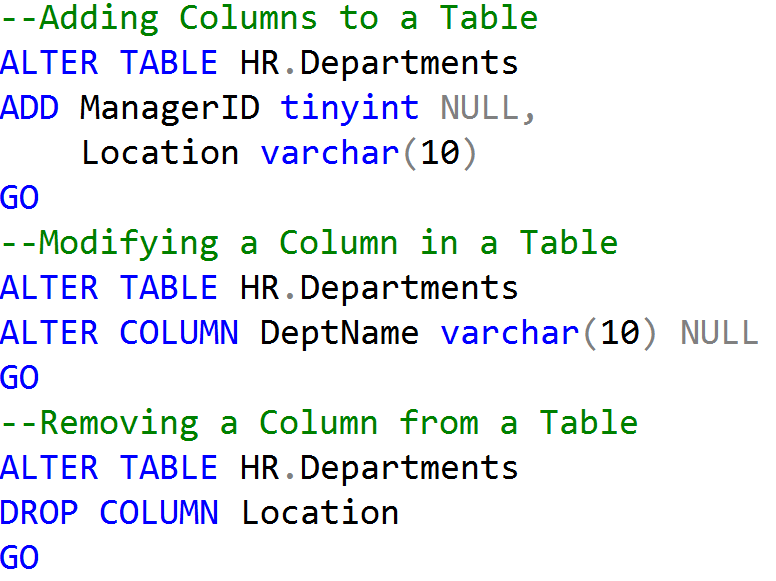 --Adding Columns to a Table
ALTER TABLE HR.Departments
ADD ManagerID tinyint NULL,
    Location varchar(10)
GO
--Modifying a Column in a Table
ALTER TABLE HR.Departments
ALTER COLUMN DeptName varchar(10) NULL
GO
--Removing a Column from a Table
ALTER TABLE HR.Departments
DROP COLUMN Location
GO